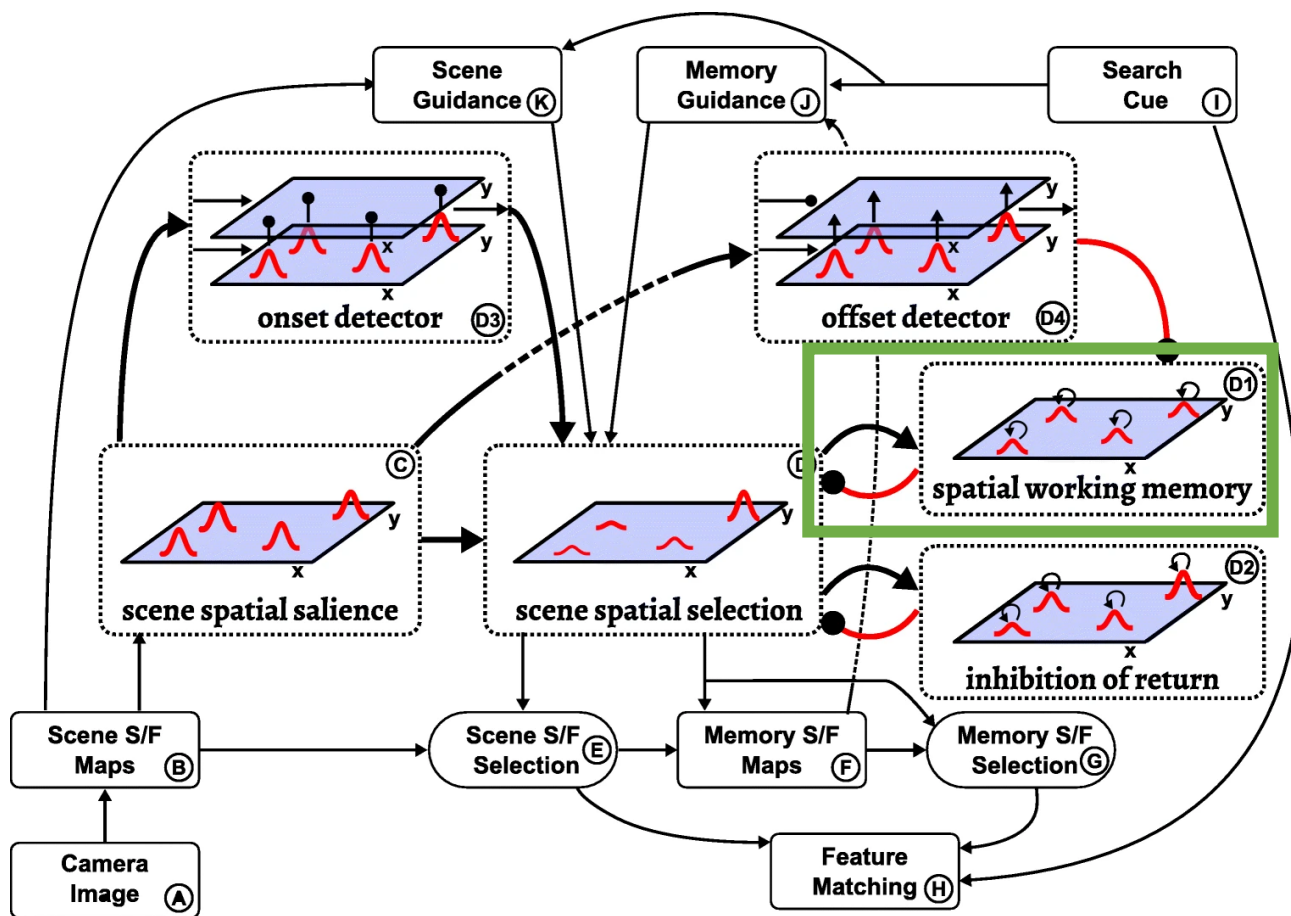 Scene
Guidance K
Memory
Guidance J
Search
Cue I
y
x
y
x
onset detector D3
y
x
y
x
offset detector D4
C
y
x
scene spatial salience
D
y
x
scene spatial selection
D1
y
x
spatial working memory
D2
y
x
inhibition of return
Scene S/F
Maps B
Scene S/F
Selection E
Memory S/F
Maps F
Memory S/F
Selection G
Camera
Image A
Feature
Matching H